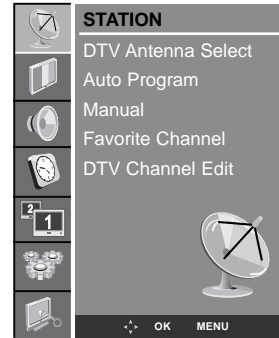 STATION
DTV Antenna Select
Auto Program
Manual
Favorite Channel
DTV Channel Edit
2
1
OK MENU